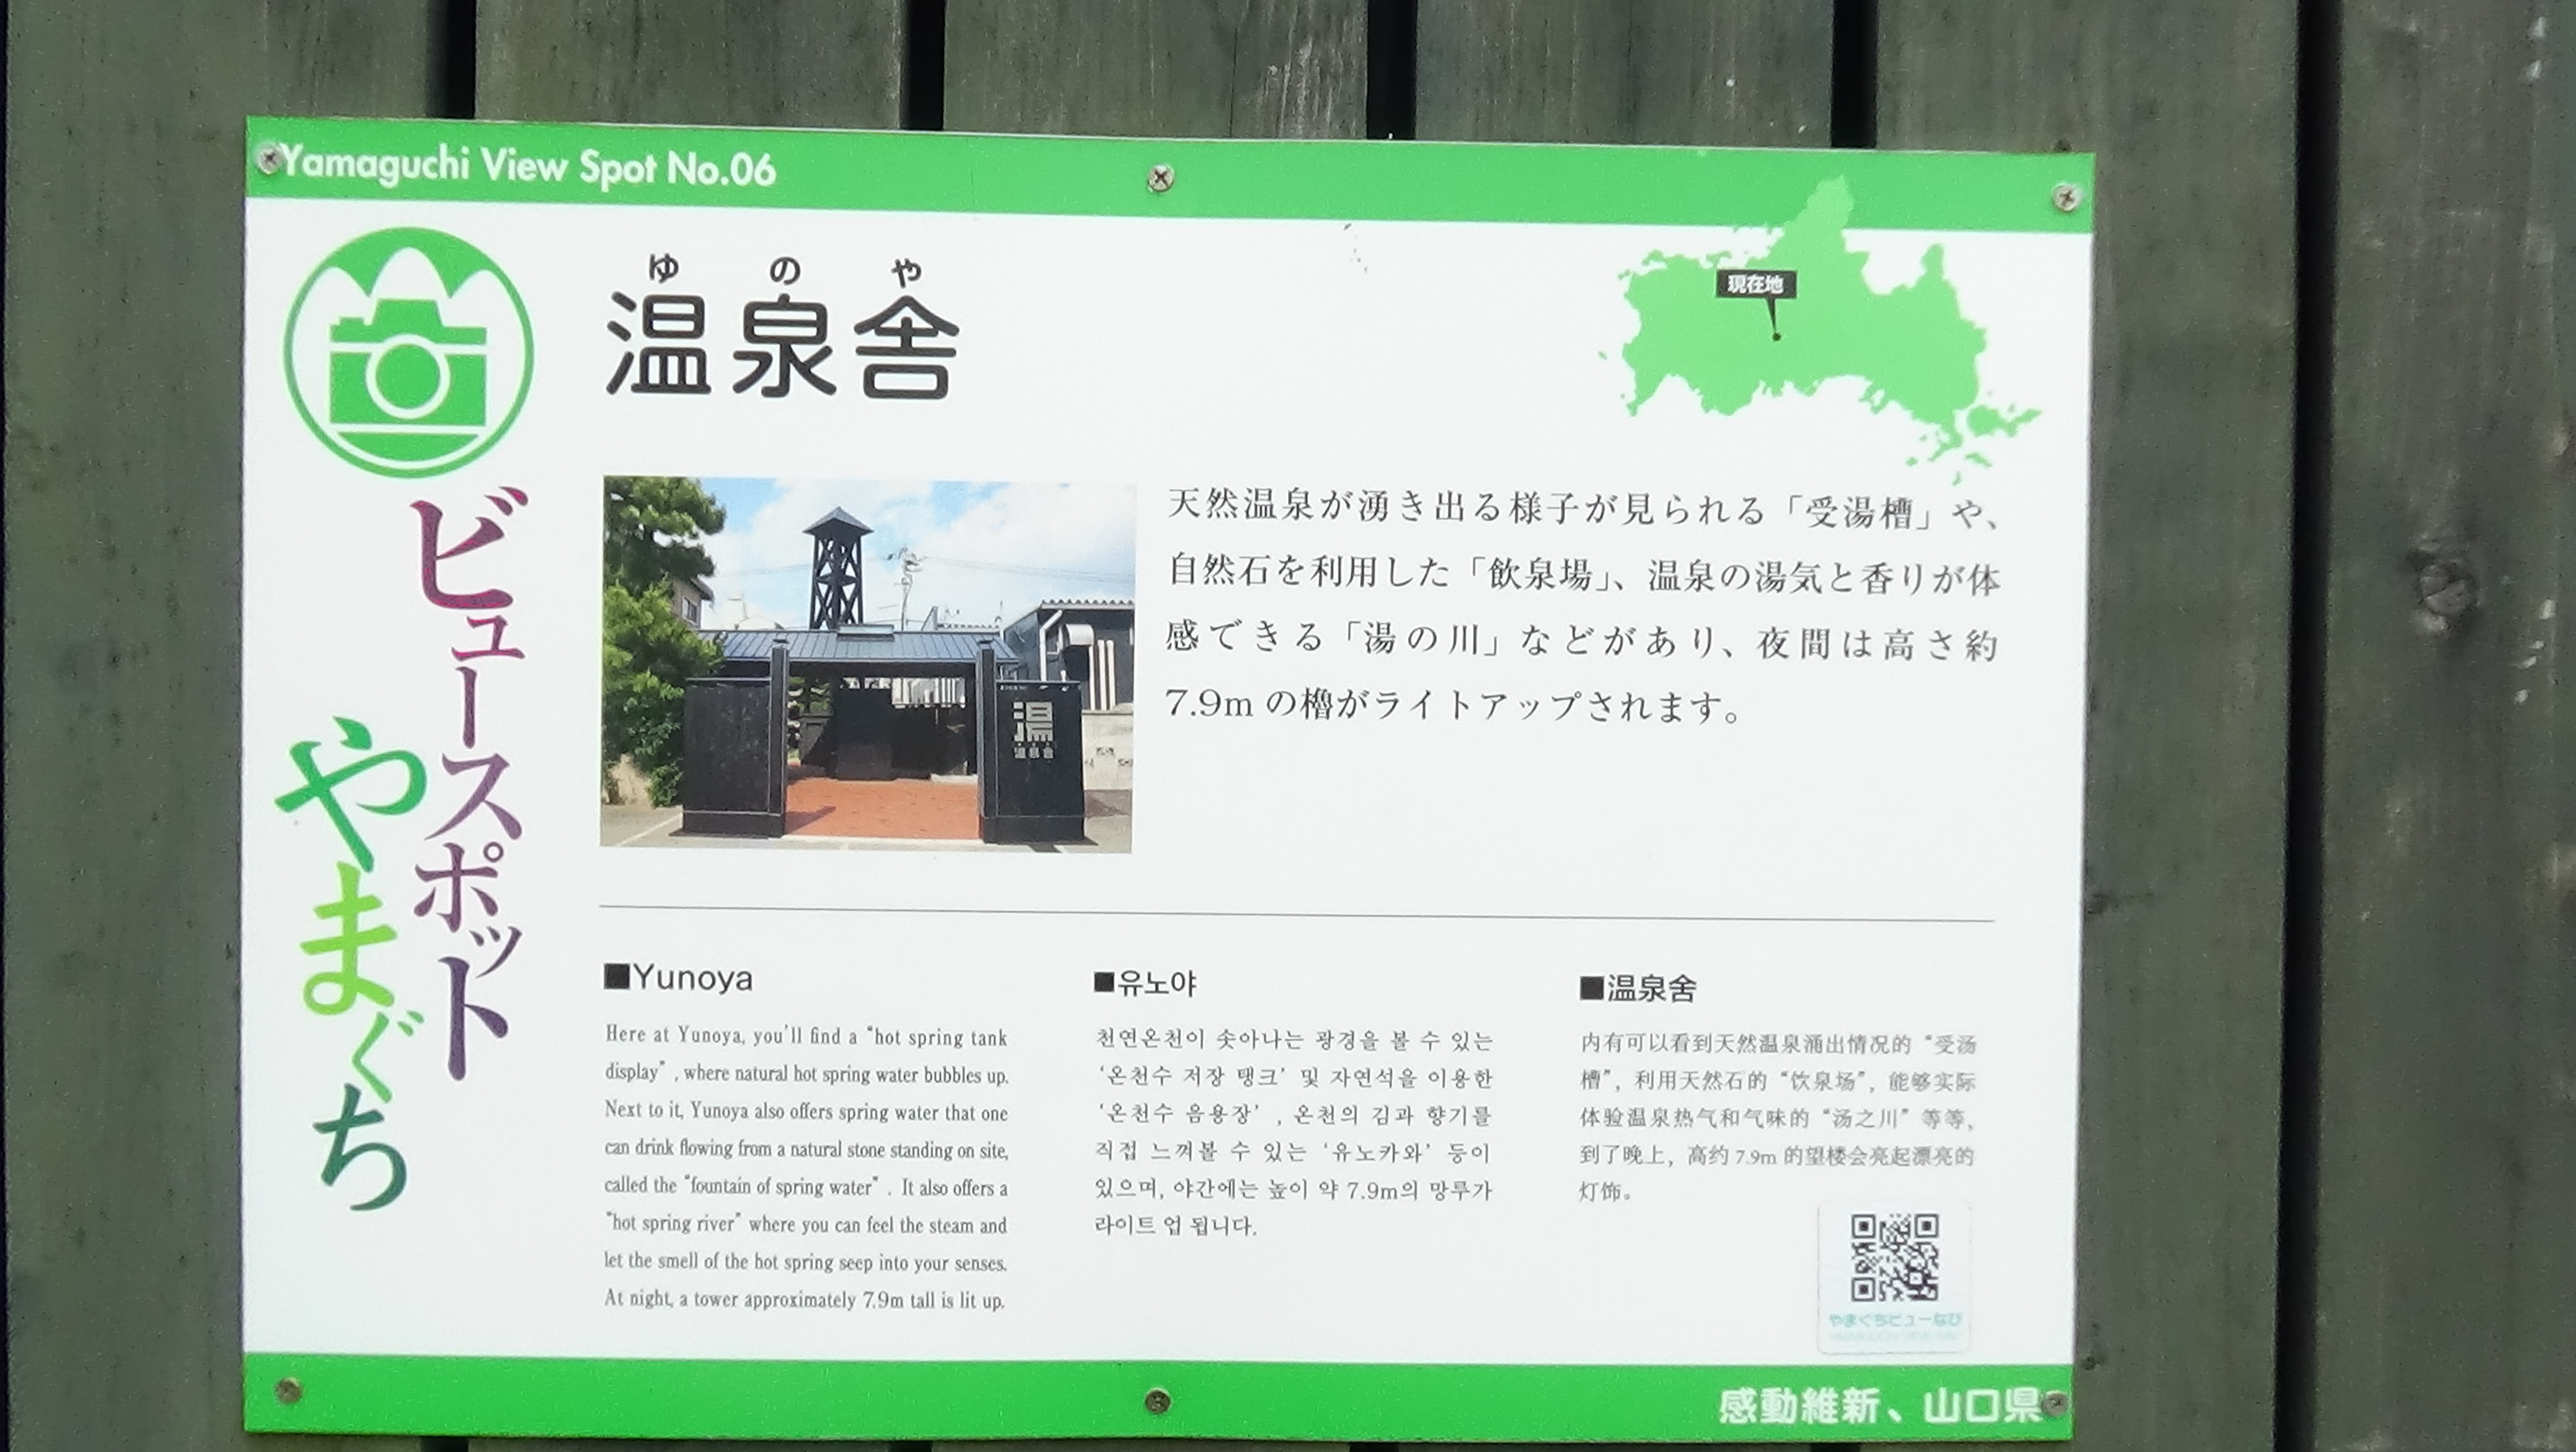 Yamaguchi View Spot No.06
ゆのや
温泉舎
現在地
ビュースポット
やまぐち
天然温泉が湧き出る様子が見られる「受湯槽」や、
自然石を利用した「飲泉場」、温泉の湯気と香りが体
感できる「湯の川」などがあり、夜間は高さ約
7.9m の櫓がライトアップされます。
湯
温泉舎
■Yunoya
Here at Yunoya, you'll find a “hot spring tank
display” , where natural hot spring water bubbles up.
Next to it, Yunoya also offers spring water that one
can drink flowing from a natural stone standing on site,
called the “fountain of spring water” . It also offers a
“hot spring river” where you can feel the steam and
let the smell of the hot spring seep into your senses.
At night, a tower approximately 7.9m tall is lit up.
■유노야
천연온천이 솟아나는 광경을 볼 수 있는
‘온천수 저장 탱크’ 및 자연석을 이용한
‘온천수 음용장’ , 온천의 김과 향기를
직접 느껴볼 수 있는 ‘유노카와’ 등이
있으며, 야간에는 높이 약 7.9m의 망루가
라이트 업 됩니다.
■温泉舍
内有可以看到天然温泉涌出情况的“受汤
槽”，利用天然石的“饮泉场”，能够实际
体验温泉热气和气味的“汤之川”等等，
到了晚上，高约 7.9m 的望楼会亮起漂亮的
灯饰。
やまぐちビューなび
感動維新、山口県